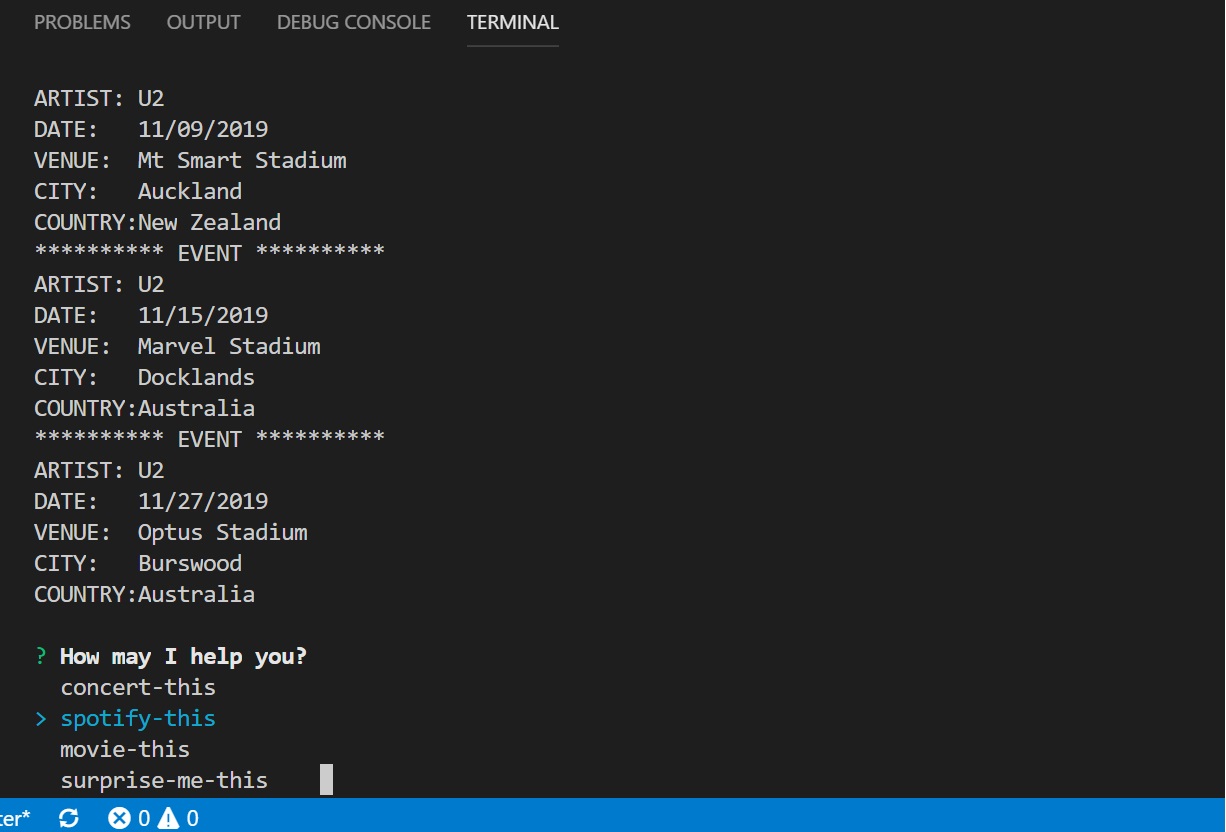 PROBLEMS OUTPUT DEBUG CONSOLE TERMINAL
ARTIST: U2
DATE:   11/09/2019
VENUE:  Mt Smart Stadium
CITY:   Auckland
COUNTRY:New Zealand
********** EVENT **********
ARTIST: U2
DATE:   11/15/2019
VENUE:  Marvel Stadium
CITY:   Docklands
COUNTRY:Australia
********** EVENT **********
ARTIST: U2
DATE:   11/27/2019
VENUE:  Optus Stadium
CITY:   Burswood
COUNTRY:Australia
? How may I help you?
concert-this
> spotify-this
movie-this
surprise-me-this
ter* 0 0